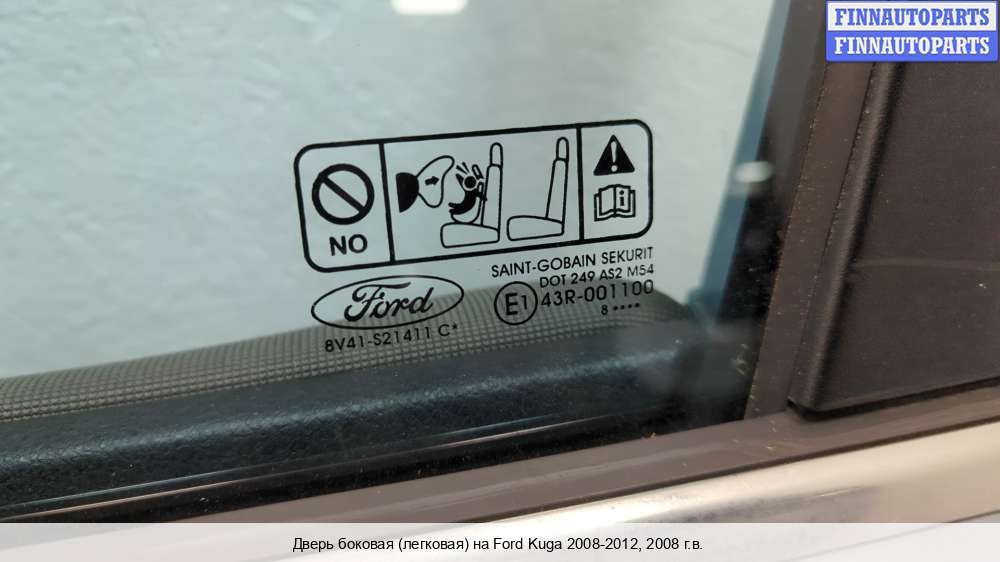 FINNAUTOPARTS
FINNAUTOPARTS
NO
SAINT-GOBAIN SEKURIT
DOT 249 AS2 M54
E1 43R-001100
8 ••••
Ford
8V41-S21411 C*
Дверь боковая (легковая) на Ford Kuga 2008-2012, 2008 г.в.